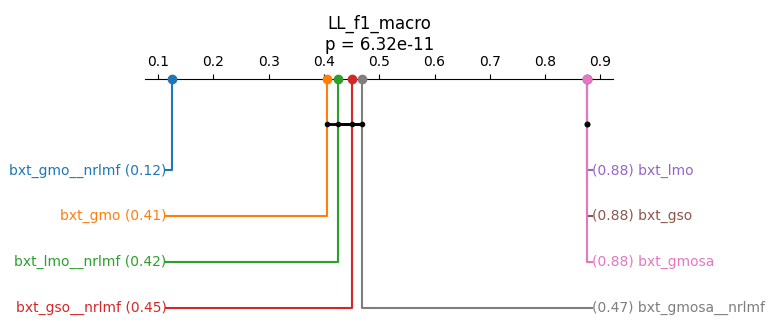 LL_f1_macro
p = 6.32e-11
0.1 0.2 0.3 0.4 0.5 0.6 0.7 0.8 0.9
bxt_gmo__nrlmf (0.12)
(0.88) bxt_lmo
bxt_gmo (0.41)
(0.88) bxt_gso
bxt_lmo__nrlmf (0.42)
(0.88) bxt_gmosa
bxt_gso__nrlmf (0.45)
(0.47) bxt_gmosa__nrlmf